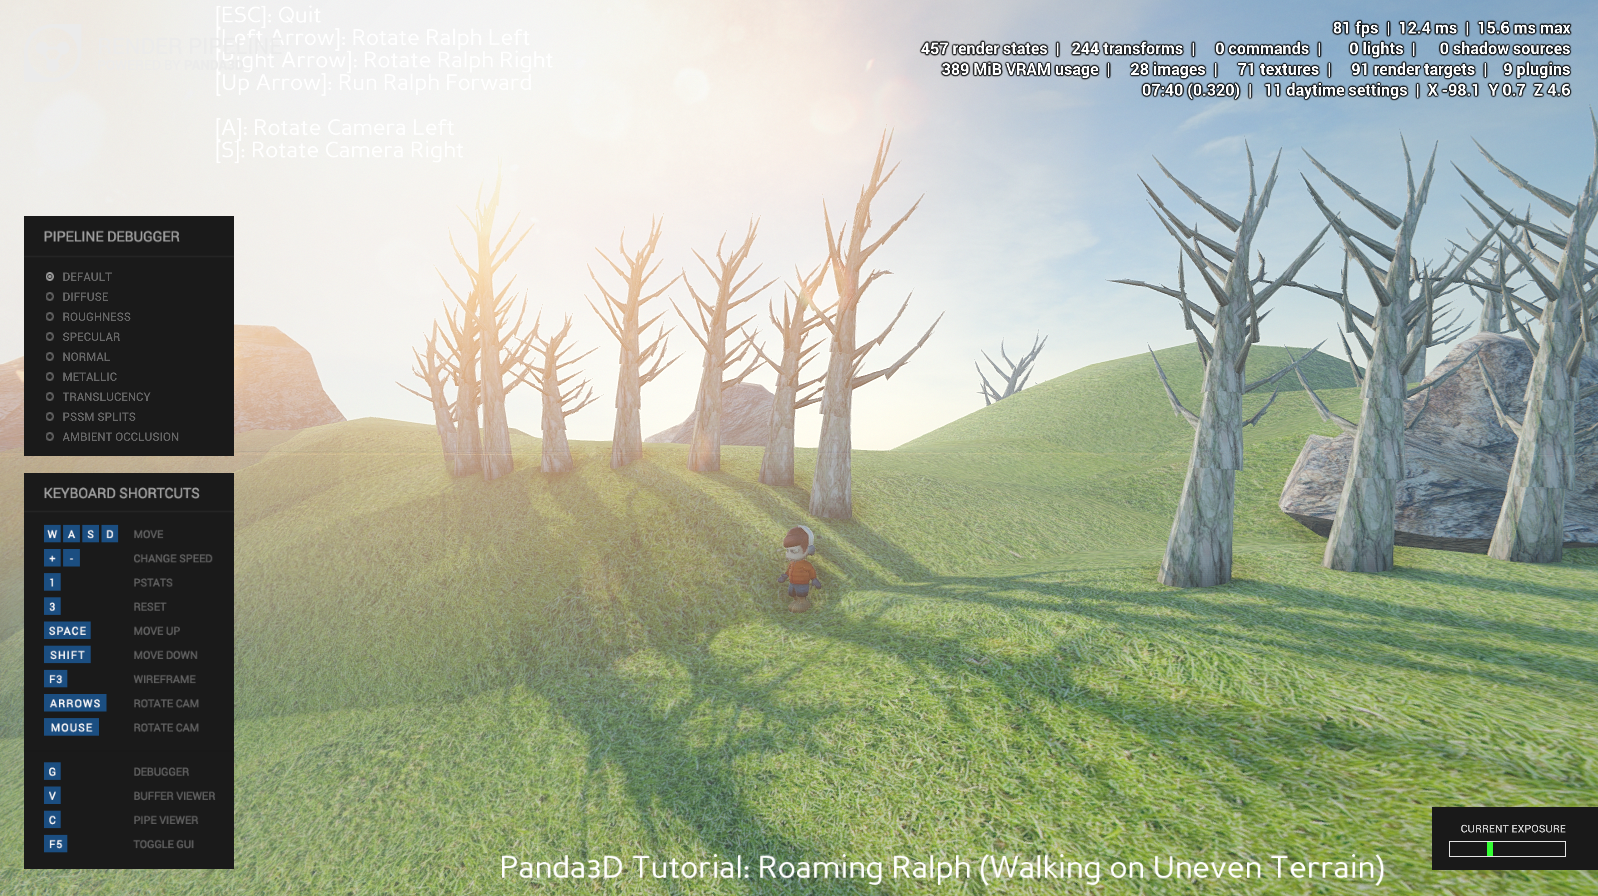 [ESC]: Quit
[Left Arrow]: Rotate Ralph Left
[Right Arrow]: Rotate Ralph Right
[Up Arrow]: Run Ralph Forward
[A]: Rotate Camera Left
[S]: Rotate Camera Right
81 fps | 12.4 ms | 15.6 ms max
457 render states | 244 transforms | 0 commands | 0 lights | 0 shadow sources
389 MiB VRAM usage | 28 images | 71 textures | 91 render targets | 9 plugins
07:40 (0.320) | 11 daytime settings | X -98.1 Y 0.7 Z 4.6
PIPELINE DEBUGGER
DEFAULT
DIFFUSE
ROUGHNESS
SPECULAR
NORMAL
METALLIC
TRANSLUCENCY
PSSM SPLITS
AMBIENT OCCLUSION
KEYBOARD SHORTCUTS
W A S D MOVE
+ - CHANGE SPEED
1 PSTATS
3 RESET
SPACE MOVE UP
SHIFT MOVE DOWN
F3 WIREFRAME
ARROWS ROTATE CAM
MOUSE ROTATE CAM
G DEBUGGER
V BUFFER VIEWER
C PIPE VIEWER
F5 TOGGLE GUI
CURRENT EXPOSURE
Panda3D Tutorial: Roaming Ralph (Walking on Uneven Terrain)